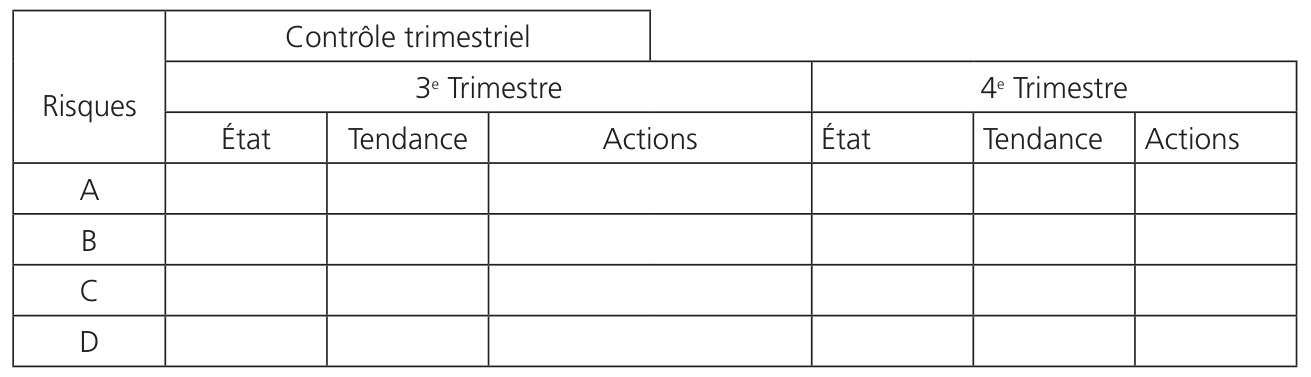 Contrôle trimestriel
Risques
3e Trimestre
4e Trimestre
État Tendance Actions État Tendance Actions
A
B
C
D